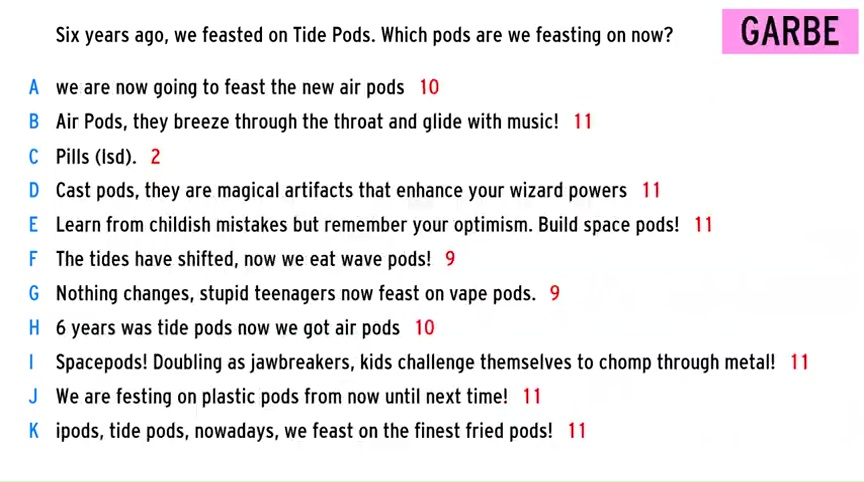 Six years ago, we feasted on Tide Pods. Which pods are we feasting on now?
GARBE
A we are now going to feast the new air pods 10
B Air Pods, they breeze through the throat and glide with music! 11
C Pills (lsd). 2
D Cast pods, they are magical artifacts that enhance your wizard powers 11
E Learn from childish mistakes but remember your optimism. Build space pods! 11
F The tides have shifted, now we eat wave pods! 9
G Nothing changes, stupid teenagers now feast on vape pods. 9
H 6 years was tide pods now we got air pods 10
I Spacepods! Doubling as jawbreakers, kids challenge themselves to chomp through metal! 11
J We are festing on plastic pods from now until next time! 11
K ipods, tide pods, nowadays, we feast on the finest fried pods! 11